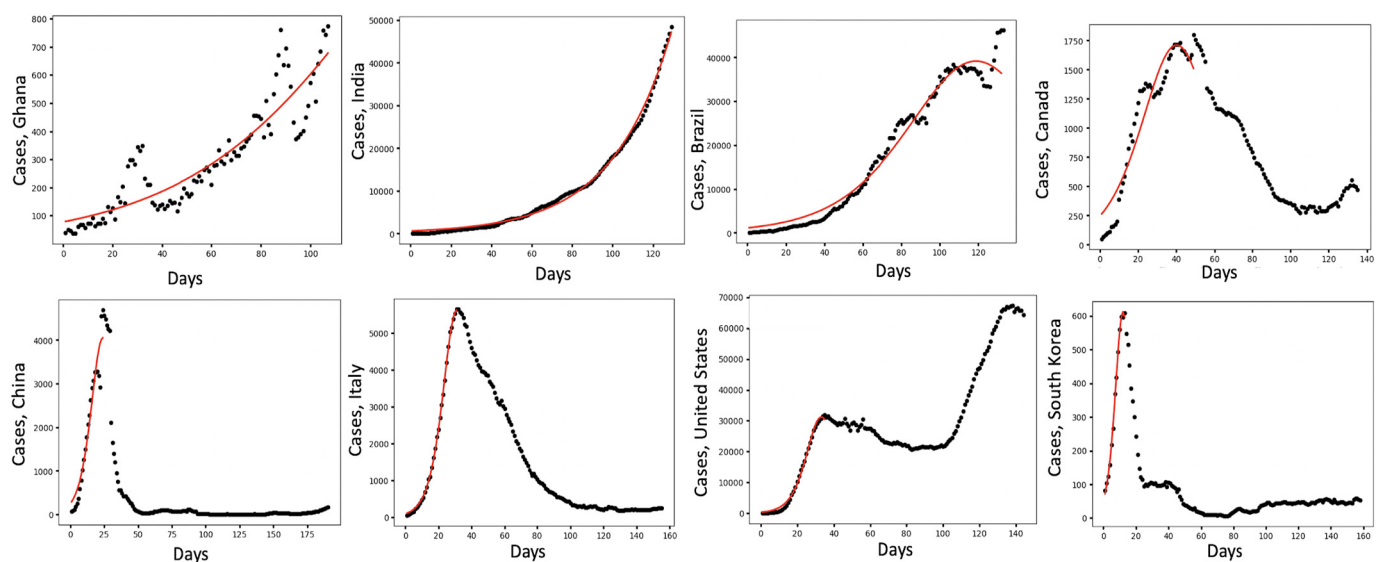 Cases, Ghana
800
700
600
500
400
300
200
100
0 20 40 60 80 100
Days
Cases, India
50000
40000
30000
20000
10000
0
0 20 40 60 80 100 120
Days
Cases, Brazil
40000
30000
20000
10000
0
0 20 40 60 80 100 120
Days
Cases, Canada
1750
1500
1250
1000
750
500
250
0
0 20 40 60 80 100 120 140
Days
Cases, China
4000
3000
2000
1000
0
0 25 50 75 100 125 150 175
Days
Cases, Italy
5000
4000
3000
2000
1000
0
0 20 40 60 80 100 120 140
Days
Cases, United States
70000
60000
50000
40000
30000
20000
10000
0
0 20 40 60 80 100 120 140
Days
Cases, South Korea
600
500
400
300
200
100
0
0 20 40 60 80 100 120 140 160
Days